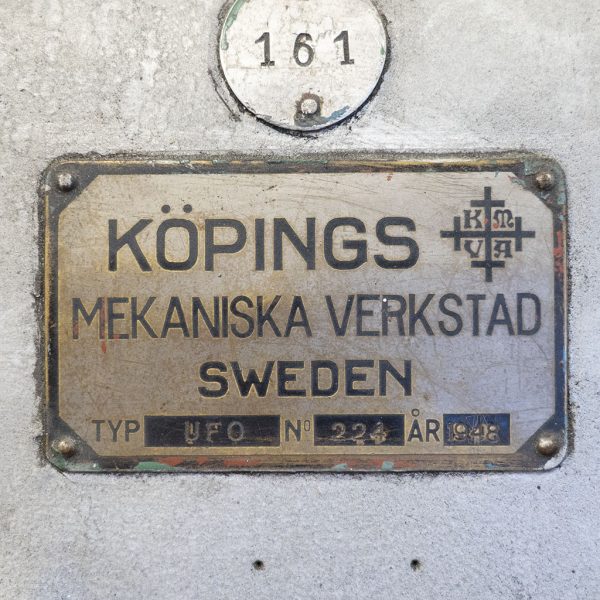 161
KÖPINGS
K M
V A
MEKANISKA VERKSTAD
SWEDEN
TYP UFO Nº 224 ÅR 1948